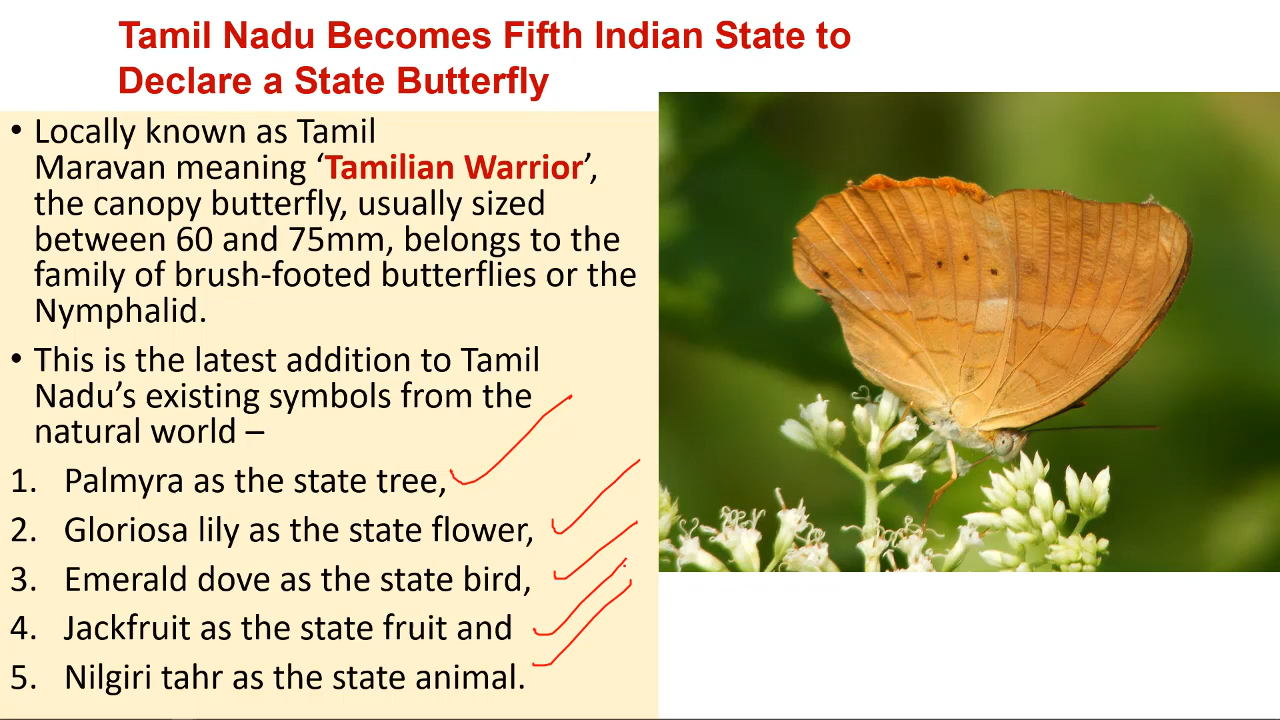 Tamil Nadu Becomes Fifth Indian State to
Declare a State Butterfly
• Locally known as Tamil
Maravan meaning ‘Tamilian Warrior’,
the canopy butterfly, usually sized
between 60 and 75mm, belongs to the
family of brush-footed butterflies or the
Nymphalid.
• This is the latest addition to Tamil
Nadu’s existing symbols from the
natural world –
1. Palmyra as the state tree,
2. Gloriosa lily as the state flower,
3. Emerald dove as the state bird,
4. Jackfruit as the state fruit and
5. Nilgiri tahr as the state animal.